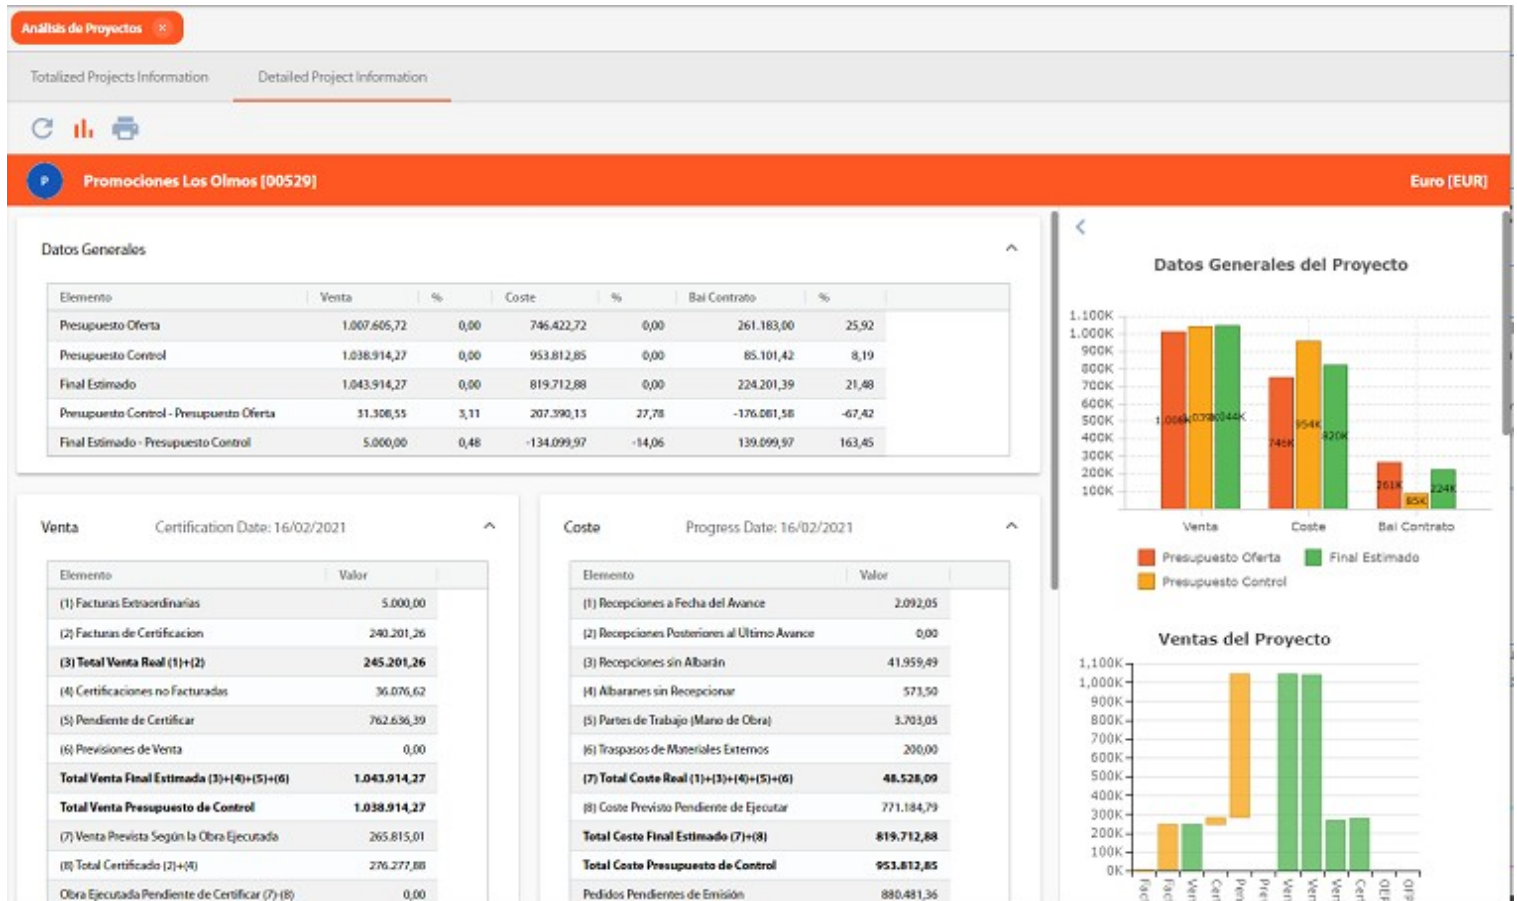 Análisis de Proyectos ×
Totalized Projects Information Detailed Project Information
P Promociones Los Olmos [00529] Euro [EUR]
Datos Generales
Elemento Venta % Coste % Bai Contrato %
Presupuesto Oferta 1.007.605,72 0,00 746.422,72 0,00 261.183,00 25,92
Presupuesto Control 1.038.914,27 0,00 953.812,85 0,00 85.101,42 8,19
Final Estimado 1.043.914,27 0,00 819.712,88 0,00 224.201,39 21,48
Presupuesto Control - Presupuesto Oferta 31.308,55 3,11 207.390,13 27,78 -176.081,58 -67,42
Final Estimado - Presupuesto Control 5.000,00 0,48 -134.099,97 -14,06 139.099,97 163,45
Venta Certification Date: 16/02/2021
Elemento Valor
(1) Facturas Extraordinarias 5.000,00
(2) Facturas de Certificacion 240.201,26
(3) Total Venta Real (1)+(2) 245.201,26
(4) Certificaciones no Facturadas 36.076,62
(5) Pendiente de Certificar 762.636,39
(6) Previsiones de Venta 0,00
Total Venta Final Estimada (3)+(4)+(5)+(6) 1.043.914,27
Total Venta Presupuesto de Control 1.038.914,27
(7) Venta Prevista Según la Obra Ejecutada 265.815,01
(8) Total Certificado (2)+(4) 276.277,88
Obra Ejecutada Pendiente de Certificar (7)-(8) 0,00
Coste Progress Date: 16/02/2021
Elemento Valor
(1) Recepciones a Fecha del Avance 2.092,05
(2) Recepciones Posteriores al Último Avance 0,00
(3) Recepciones sin Albarán 41.959,49
(4) Albaranes sin Recepcionar 573,50
(5) Partes de Trabajo (Mano de Obra) 3.703,05
(6) Traspasos de Materiales Externos 200,00
(7) Total Coste Real (1)+(3)+(4)+(5)+(6) 48.528,09
(8) Coste Previsto Pendiente de Ejecutar 771.184,79
Total Coste Final Estimado (7)+(8) 819.712,88
Total Coste Presupuesto de Control 953.812,85
Pedidos Pendientes de Emisión 880.481,36
Datos Generales del Proyecto
1.100K
1.000K
900K
800K
700K
600K
500K
400K
300K
200K
100K
746K 954K 820K
261K 85K 224K
Venta Coste Bai Contrato
Presupuesto Oferta Final Estimado
Presupuesto Control
Ventas del Proyecto
1,100K
1,000K
900K
800K
700K
600K
500K
400K
300K
200K
100K
0K